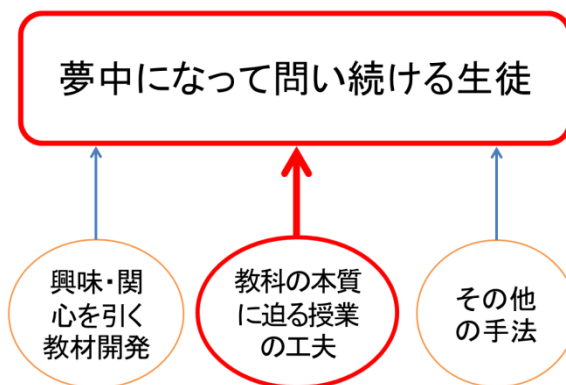 夢中になって問い続ける生徒
興味・関
心を引く
教材開発
教科の本質
に迫る授業
の工夫
その他
の手法